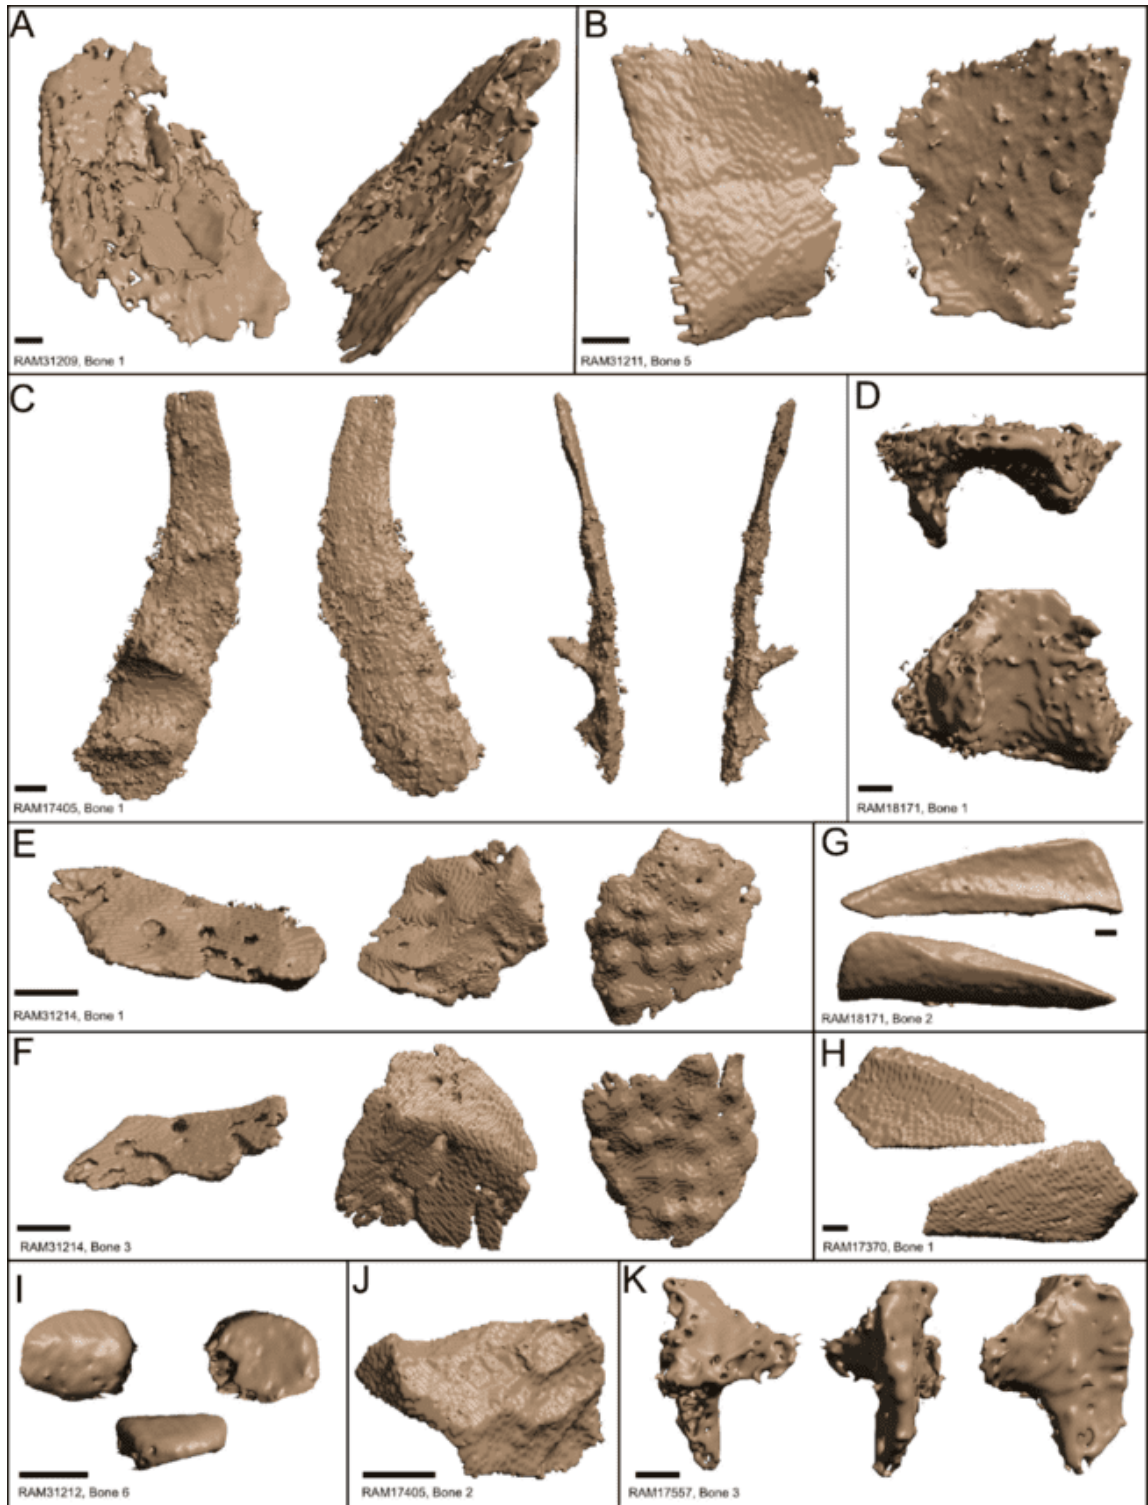 A
RAM31209, Bone 1
B
RAM31211, Bone 5
C
RAM17405, Bone 1
D
RAM18171, Bone 1
E
RAM31214, Bone 1
G
RAM18171, Bone 2
F
RAM31214, Bone 3
H
RAM17370, Bone 1
I
RAM31212, Bone 6
J
RAM17405, Bone 2
K
RAM17557, Bone 3